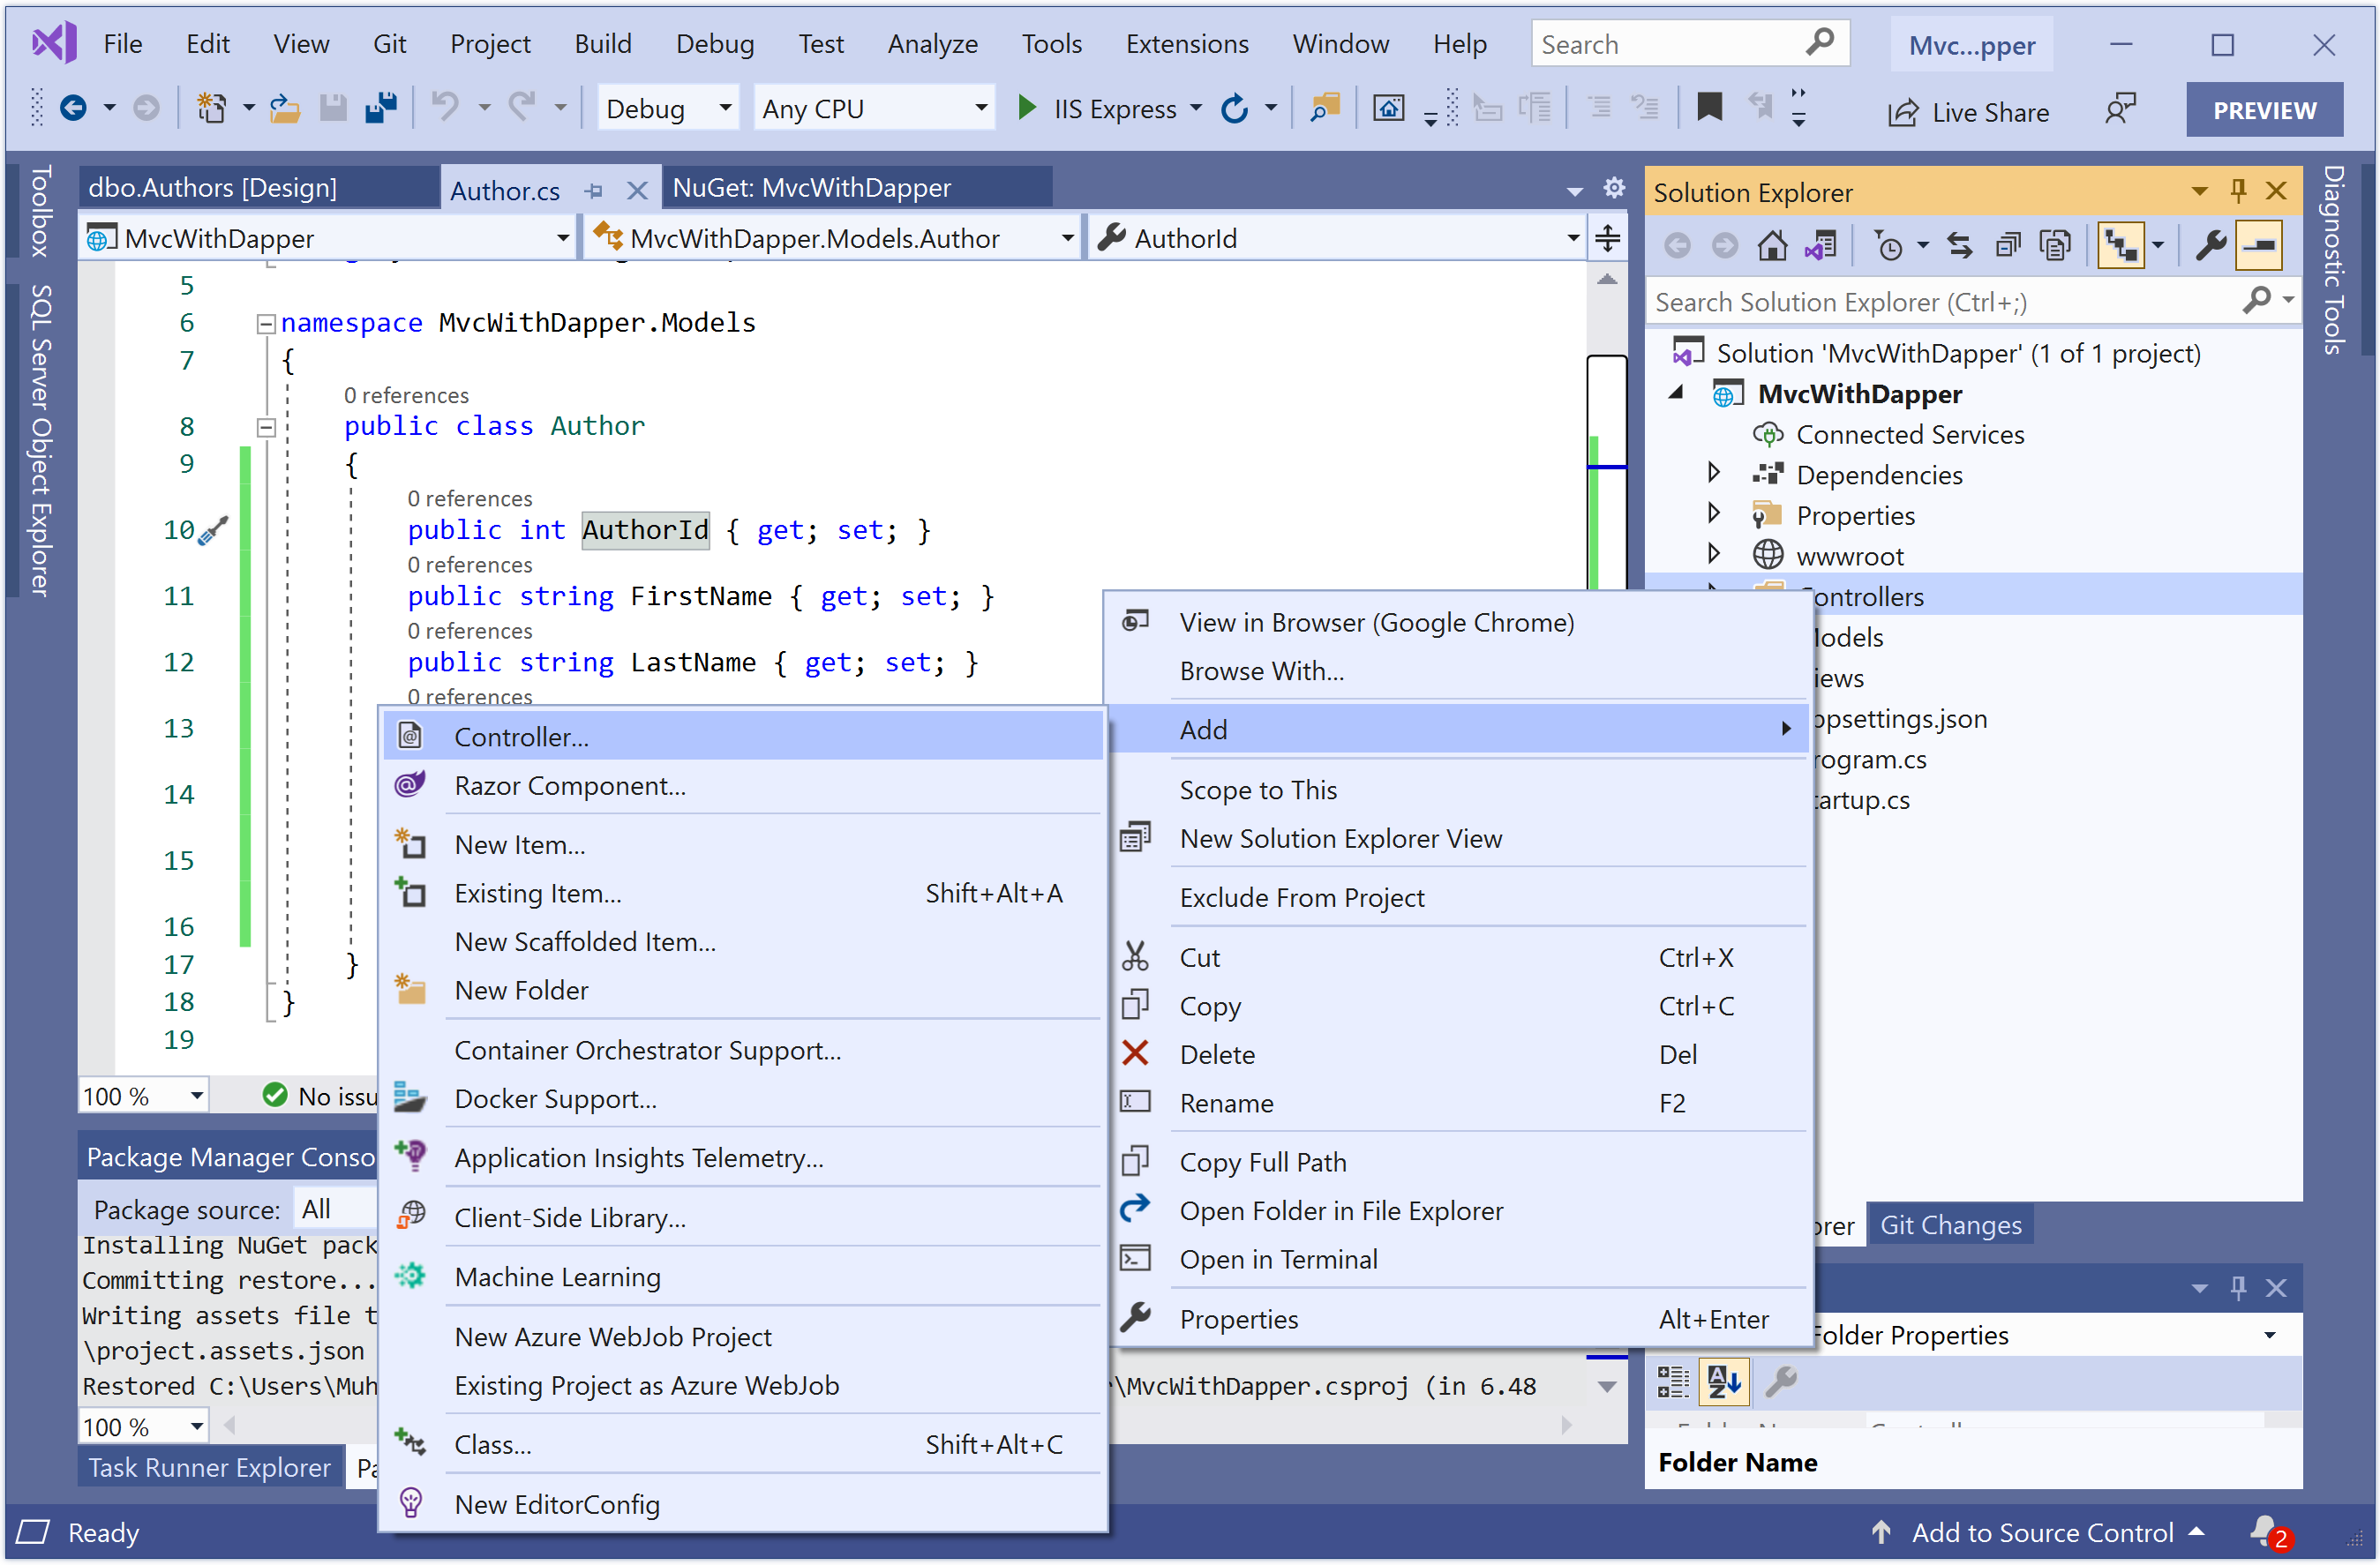 File Edit View Git Project Build Debug Test Analyze Tools Extensions Window Help Search Mvc...pper
Debug Any CPU IIS Express Live Share PREVIEW
Toolbox
SQL Server Object Explorer
dbo.Authors [Design] Author.cs NuGet: MvcWithDapper
MvcWithDapper MvcWithDapper.Models.Author AuthorId
5
6 namespace MvcWithDapper.Models
7 {
0 references
8 public class Author
9 {
0 references
10 public int AuthorId { get; set; }
0 references
11 public string FirstName { get; set; }
0 references
12 public string LastName { get; set; }
0 references
13
14
15
16
17 }
18 }
19
100 % No issu
Controller...
Razor Component...
New Item...
Existing Item... Shift+Alt+A
New Scaffolded Item...
New Folder
Container Orchestrator Support...
Docker Support...
Application Insights Telemetry...
Client-Side Library...
Machine Learning
New Azure WebJob Project
Existing Project as Azure WebJob
Class... Shift+Alt+C
New EditorConfig
View in Browser (Google Chrome)
Browse With...
Add
Scope to This
New Solution Explorer View
Exclude From Project
Cut Ctrl+X
Copy Ctrl+C
Delete Del
Rename F2
Copy Full Path
Open Folder in File Explorer
Open in Terminal
Properties Alt+Enter
Package Manager Conso
Package source: All
Installing NuGet pack
Committing restore...
Writing assets file t
\project.assets.json
Restored C:\Users\Muh \MvcWithDapper.csproj (in 6.48
100 %
Task Runner Explorer Pa
Solution Explorer
Search Solution Explorer (Ctrl+;)
Solution 'MvcWithDapper' (1 of 1 project)
MvcWithDapper
Connected Services
Dependencies
Properties
wwwroot
ontrollers
odels
iews
ppsettings.json
rogram.cs
tartup.cs
orer Git Changes
Folder Properties
Folder Name
Diagnostic Tools
Ready Add to Source Control 2